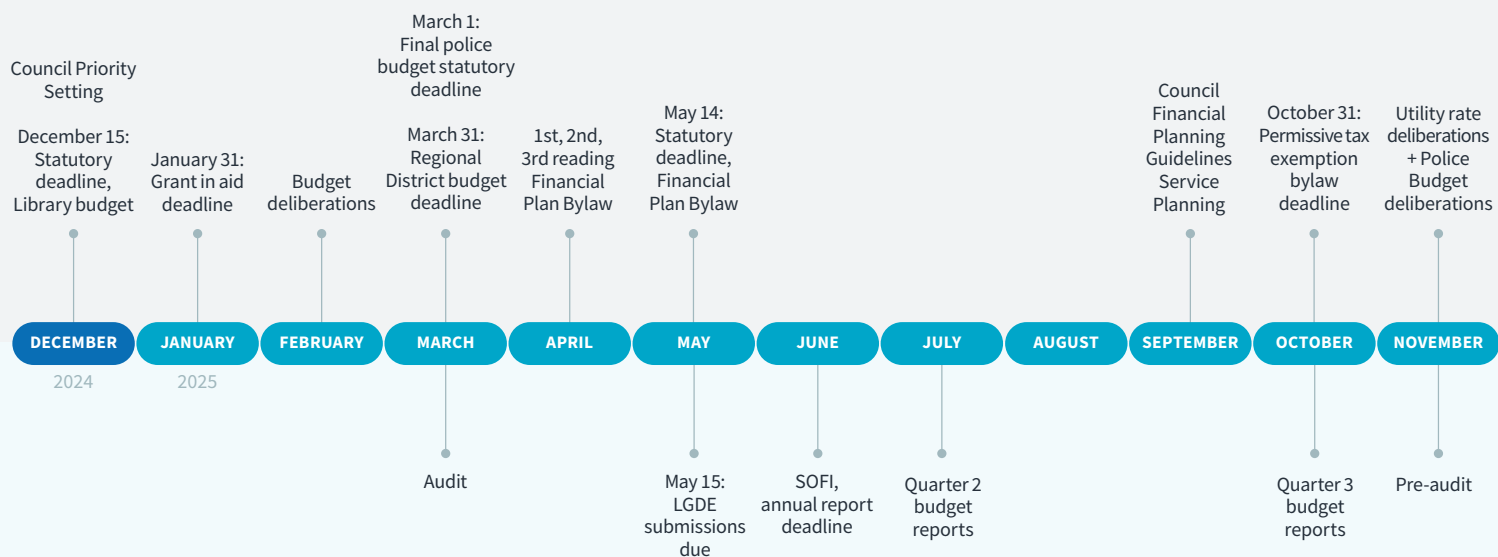 Council Priority
Setting
December 15:
Statutory
deadline,
Library budget
January 31:
Grant in aid
deadline
Budget
deliberations
March 1:
Final police
budget statutory
deadline
March 31:
Regional
District budget
deadline
1st, 2nd,
3rd reading
Financial
Plan Bylaw
May 14:
Statutory
deadline,
Financial
Plan Bylaw
Council
Financial
Planning
Guidelines
Service
Planning
October 31:
Permissive tax
exemption
bylaw
deadline
Utility rate
deliberations
+ Police
Budget
deliberations
DECEMBER
JANUARY
FEBRUARY
MARCH
APRIL
MAY
JUNE
JULY
AUGUST
SEPTEMBER
OCTOBER
NOVEMBER
2024
2025
Audit
May 15:
LGDE
submissions
due
SOFI,
annual report
deadline
Quarter 2
budget
reports
Quarter 3
budget
reports
Pre-audit